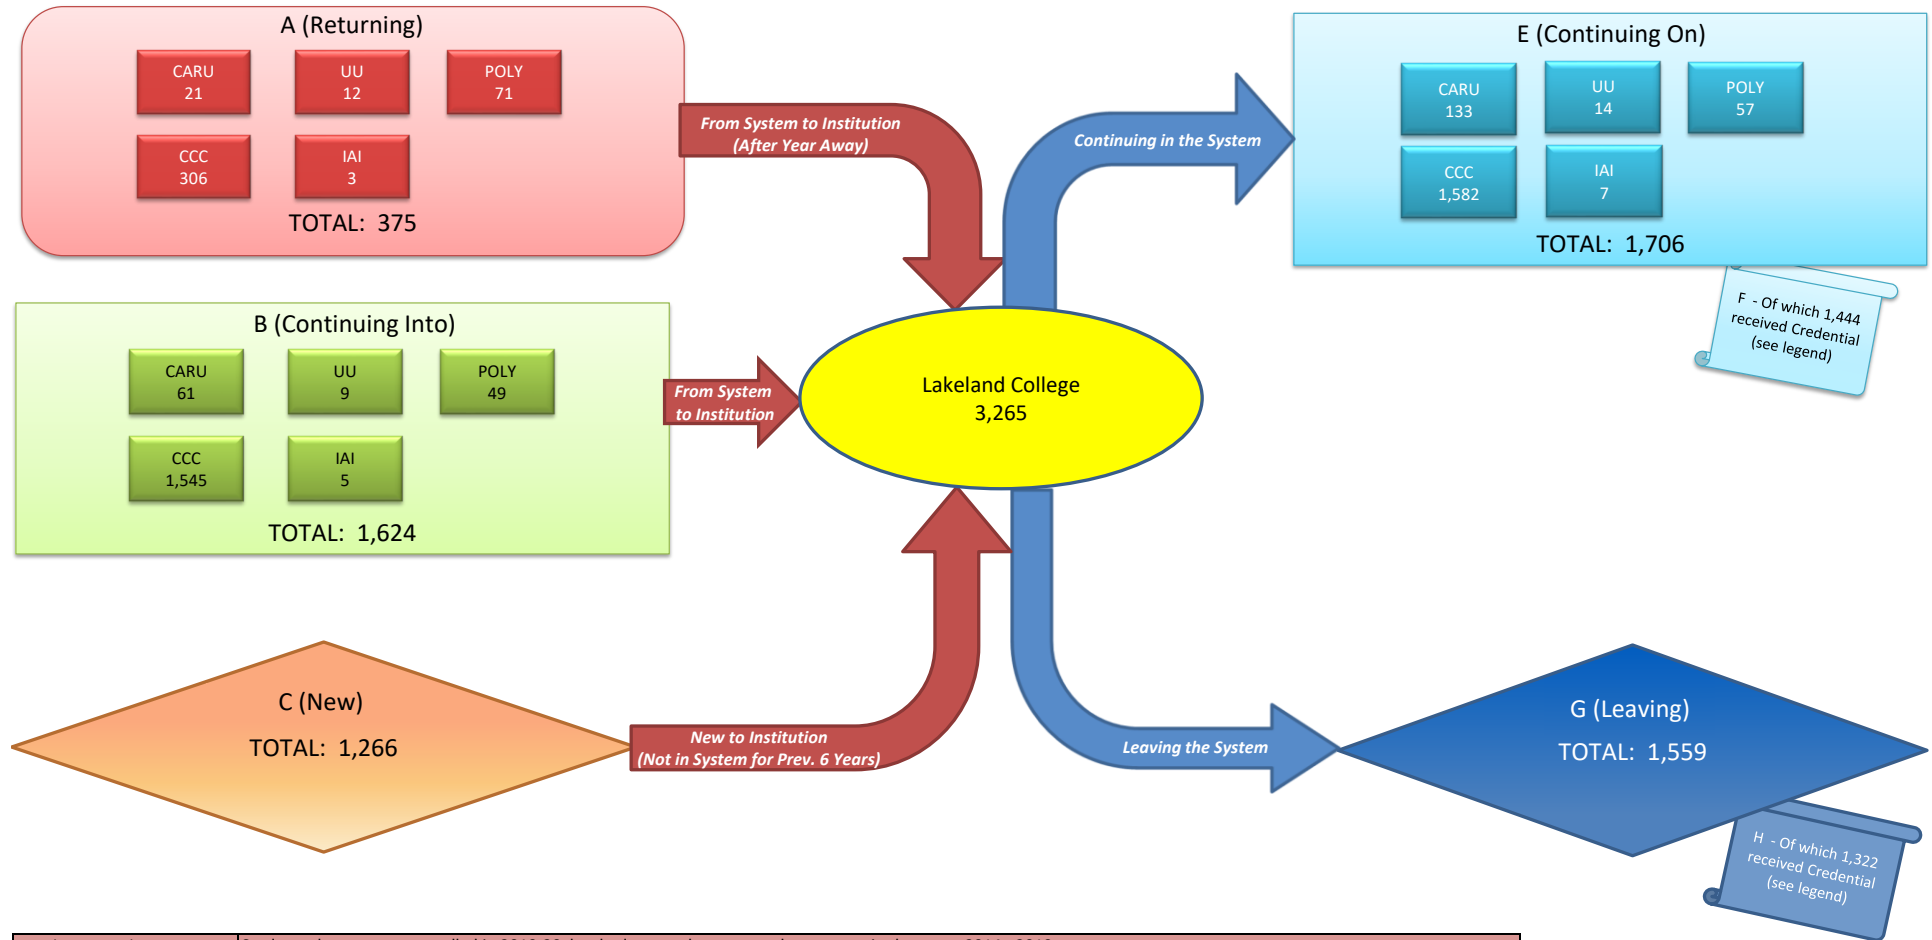 A (Returning)
CARU
21
UU
12
POLY
71
CCC
306
IAI
3
TOTAL: 375
From System to Institution
(After Year Away)
Continuing in the System
E (Continuing On)
CARU
133
UU
14
POLY
57
CCC
1,582
IAI
7
TOTAL: 1,706
F - Of which 1,444
received Credential
(see legend)
B (Continuing Into)
CARU
61
UU
9
POLY
49
CCC
1,545
IAI
5
TOTAL: 1,624
From System
to Institution
Lakeland College
3,265
C (New)
TOTAL: 1,266
New to Institution
(Not in System for Prev. 6 Years)
Leaving the System
G (Leaving)
TOTAL: 1,559
H - Of which 1,322
received Credential
(see legend)